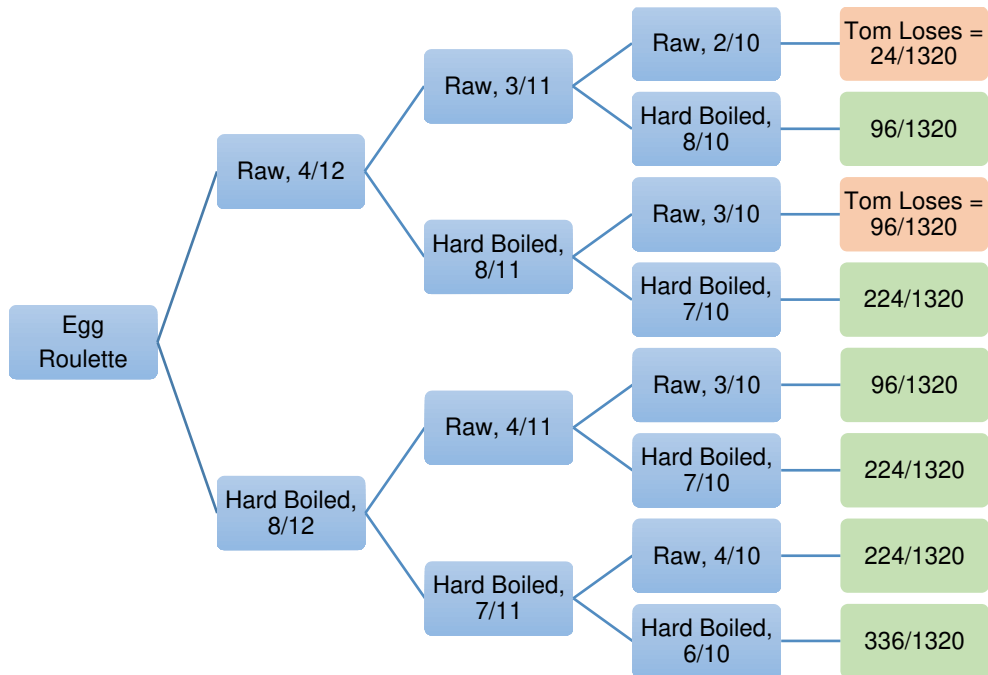 Egg
Roulette
Raw, 4/12
Hard Boiled,
8/12
Raw, 3/11
Hard Boiled,
8/11
Raw, 4/11
Hard Boiled,
7/11
Raw, 2/10
Hard Boiled,
8/10
Raw, 3/10
Hard Boiled,
7/10
Raw, 3/10
Hard Boiled,
7/10
Raw, 4/10
Hard Boiled,
6/10
Tom Loses =
24/1320
96/1320
Tom Loses =
96/1320
224/1320
96/1320
224/1320
224/1320
336/1320